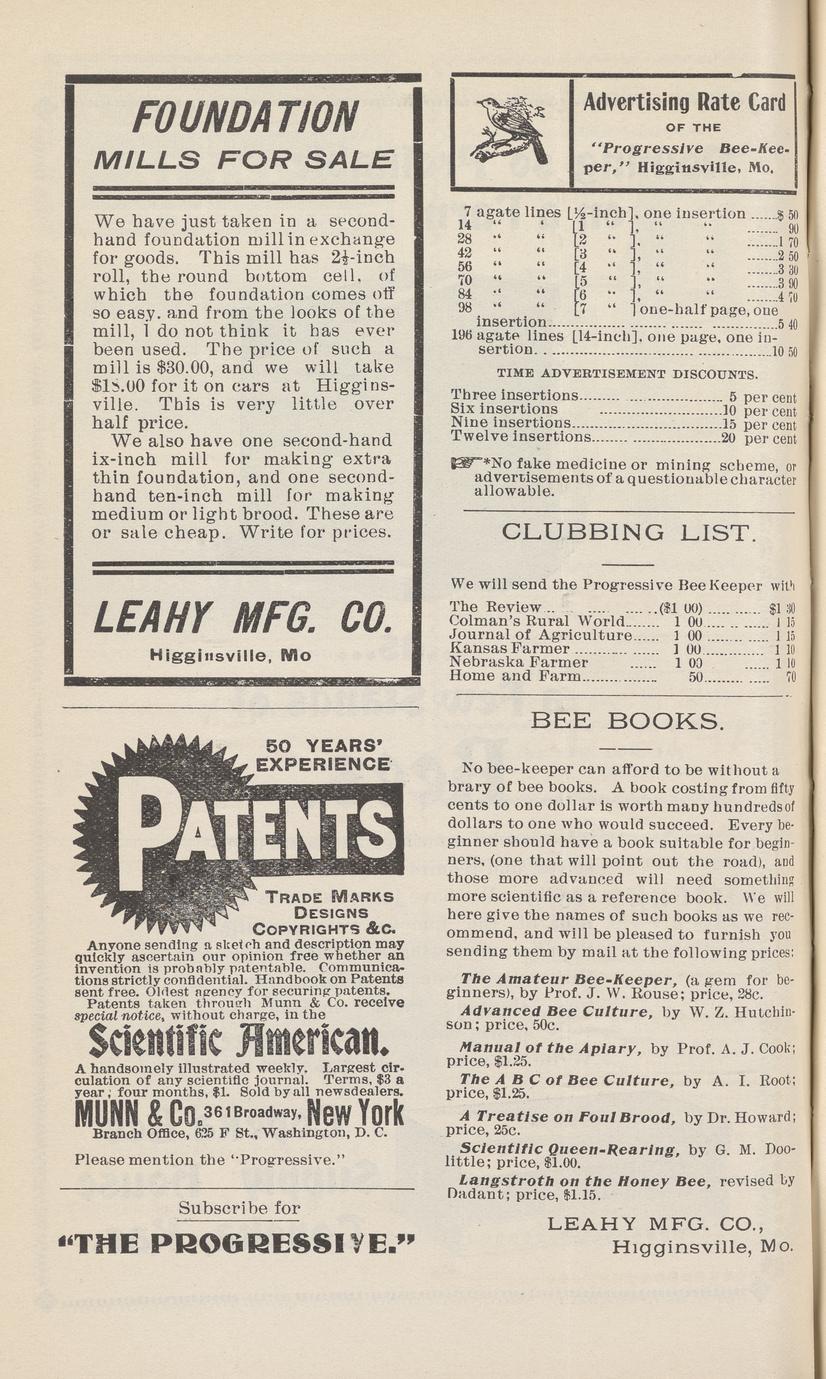 FOUNDATION
MILLS FOR SALE
We have just taken in a second-
hand foundation mill in exchange
for goods. This mill has 2½-inch
roll, the round bottom cell, of
which the foundation comes off
so easy. and from the looks of the
mill, I do not think it has ever
been used. The price of such a
mill is $30.00, and we will take
for it on cars at Higgins-
ville. This is very little over
half price.
We also have one second-hand
ix-inch mill for making extra
thin foundation, and one second-
hand ten-inch mill for making
medium or light brood. These are
or sale cheap. Write for prices.
LEAHY MFG. CO.
Higginsville, Mo
50 YEARS'
EXPERIENCE
PATENTS
TRADE MARKS
DESIGNS
COPYRIGHTS &C.
Anyone sending a sketch and description may
quickly ascertain our opinion free whether an
invention is probably patentable. Communica-
tions strictly confidential. Handbook on Patents
sent free. Oldest agency for securing patents.
Patents taken through Munn & Co. receive
special notice, without charge, in the
Scientific American.
A handsomely illustrated weekly. Largest cir-
culation of any scientific journal. Terms, $3 a
year; four months, $1. Sold by all newsdealers.
MUNN & Co. 361 Broadway, New York
Branch Office, 625 F St., Washington, D. C.
Please mention the "Progressive."
Subscribe for
"THE PROGRESSIVE."
Advertising Rate Card
OF THE
"Progressive Bee-Kee-
per," Higginsville, Mo.
7 agate lines [½-inch], one insertion ......$ 50
14 " " [1 " ], " " ........ 90
28 " " [2 " ], " " ........1 70
42 " " [3 " ], " " ........2 50
56 " " [4 " ], " " ........3 30
70 " " [5 " ], " " ........3 90
84 " " [6 " ], " " ........4 70
98 " " [7 " ] one-half page, one
insertion..............................5 40
196 agate lines [14-inch], one page, one in-
sertion..............................10 50
TIME ADVERTISEMENT DISCOUNTS.
Three insertions.............................. 5 per cent
Six insertions ..............................10 per cent
Nine insertions..............................15 per cent
Twelve insertions..............................20 per cent
☞*No fake medicine or mining scheme, or
advertisements of a questionable character
allowable.
CLUBBING LIST.
We will send the Progressive Bee Keeper with
The Review..............($1 00)............ $1 30
Colman's Rural World....... 1 00............ 1 15
Journal of Agriculture...... 1 00............ 1 15
Kansas Farmer.................. 1 00............ 1 10
Nebraska Farmer ...... 1 00 ...... 1 10
Home and Farm................ 50............ 70
BEE BOOKS.
No bee-keeper can afford to be without a
brary of bee books. A book costing from fifty
cents to one dollar is worth many hundreds of
dollars to one who would succeed. Every be-
ginner should have a book suitable for begin-
ners, (one that will point out the road), and
those more advanced will need something
more scientific as a reference book. We will
here give the names of such books as we rec-
ommend, and will be pleased to furnish you
sending them by mail at the following prices:
The Amateur Bee-Keeper, (a gem for be-
ginners), by Prof. J. W. Rouse; price, 28c.
Advanced Bee Culture, by W. Z. Hutchin-
son; price, 50c.
Manual of the Apiary, by Prof. A. J. Cook;
price, $1.25.
The A B C of Bee Culture, by A. I. Root;
price, $1.25.
A Treatise on Foul Brood, by Dr. Howard;
price, 25c.
Scientific Queen-Rearing, by G. M. Doo-
little; price, $1.00.
Langstroth on the Honey Bee, revised by
Dadant; price, $1.15.
LEAHY MFG. CO.,
Higginsville, Mo.